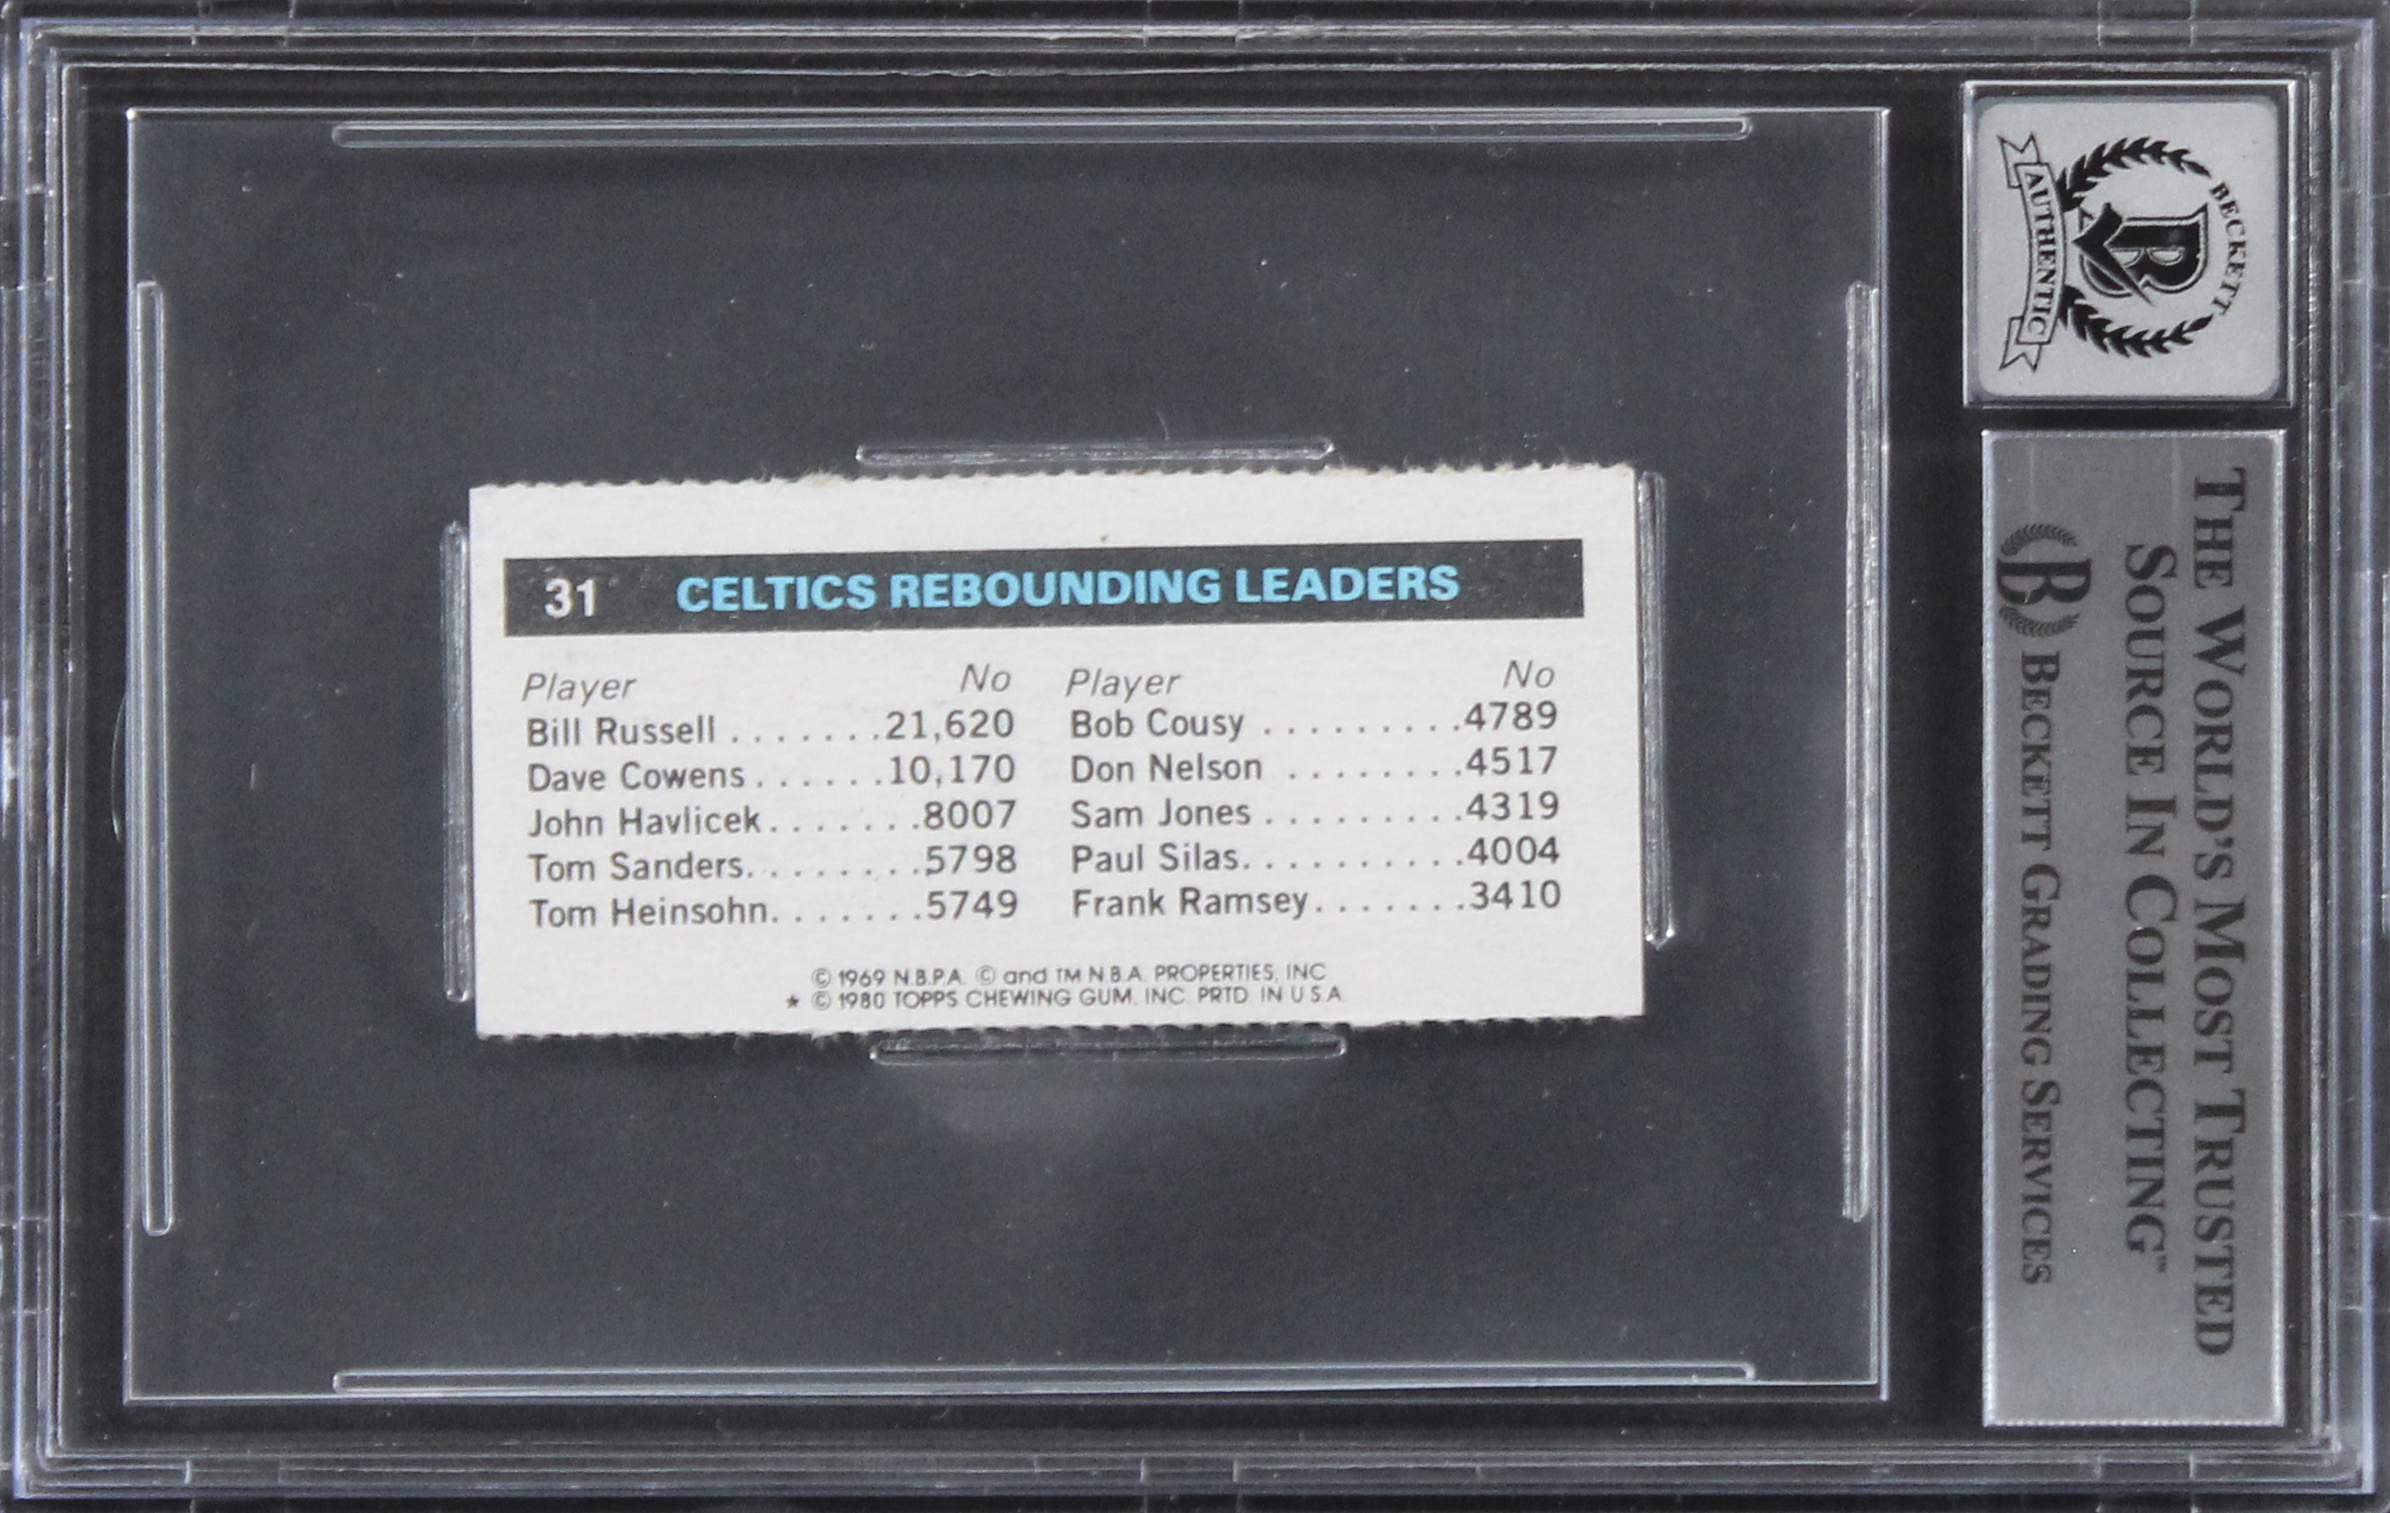 31 CELTICS REBOUNDING LEADERS
Player No Player No
Bill Russell . . . . . . . 21,620 Bob Cousy . . . . . . . . . 4789
Dave Cowens . . . . . . 10,170 Don Nelson . . . . . . . . 4517
John Havlicek . . . . . . . 8007 Sam Jones . . . . . . . . . 4319
Tom Sanders. . . . . . . . 5798 Paul Silas. . . . . . . . . . 4004
Tom Heinsohn. . . . . . . 5749 Frank Ramsey . . . . . . . 3410
© 1969 N.B.P.A. © and TM N.B.A. PROPERTIES, INC
* © 1980 TOPPS CHEWING GUM, INC. PRTD. IN U.S.A.
BECKETT
B
AUTHENTIC
THE WORLD'S MOST TRUSTED
SOURCE IN COLLECTING™
B BECKETT GRADING SERVICES